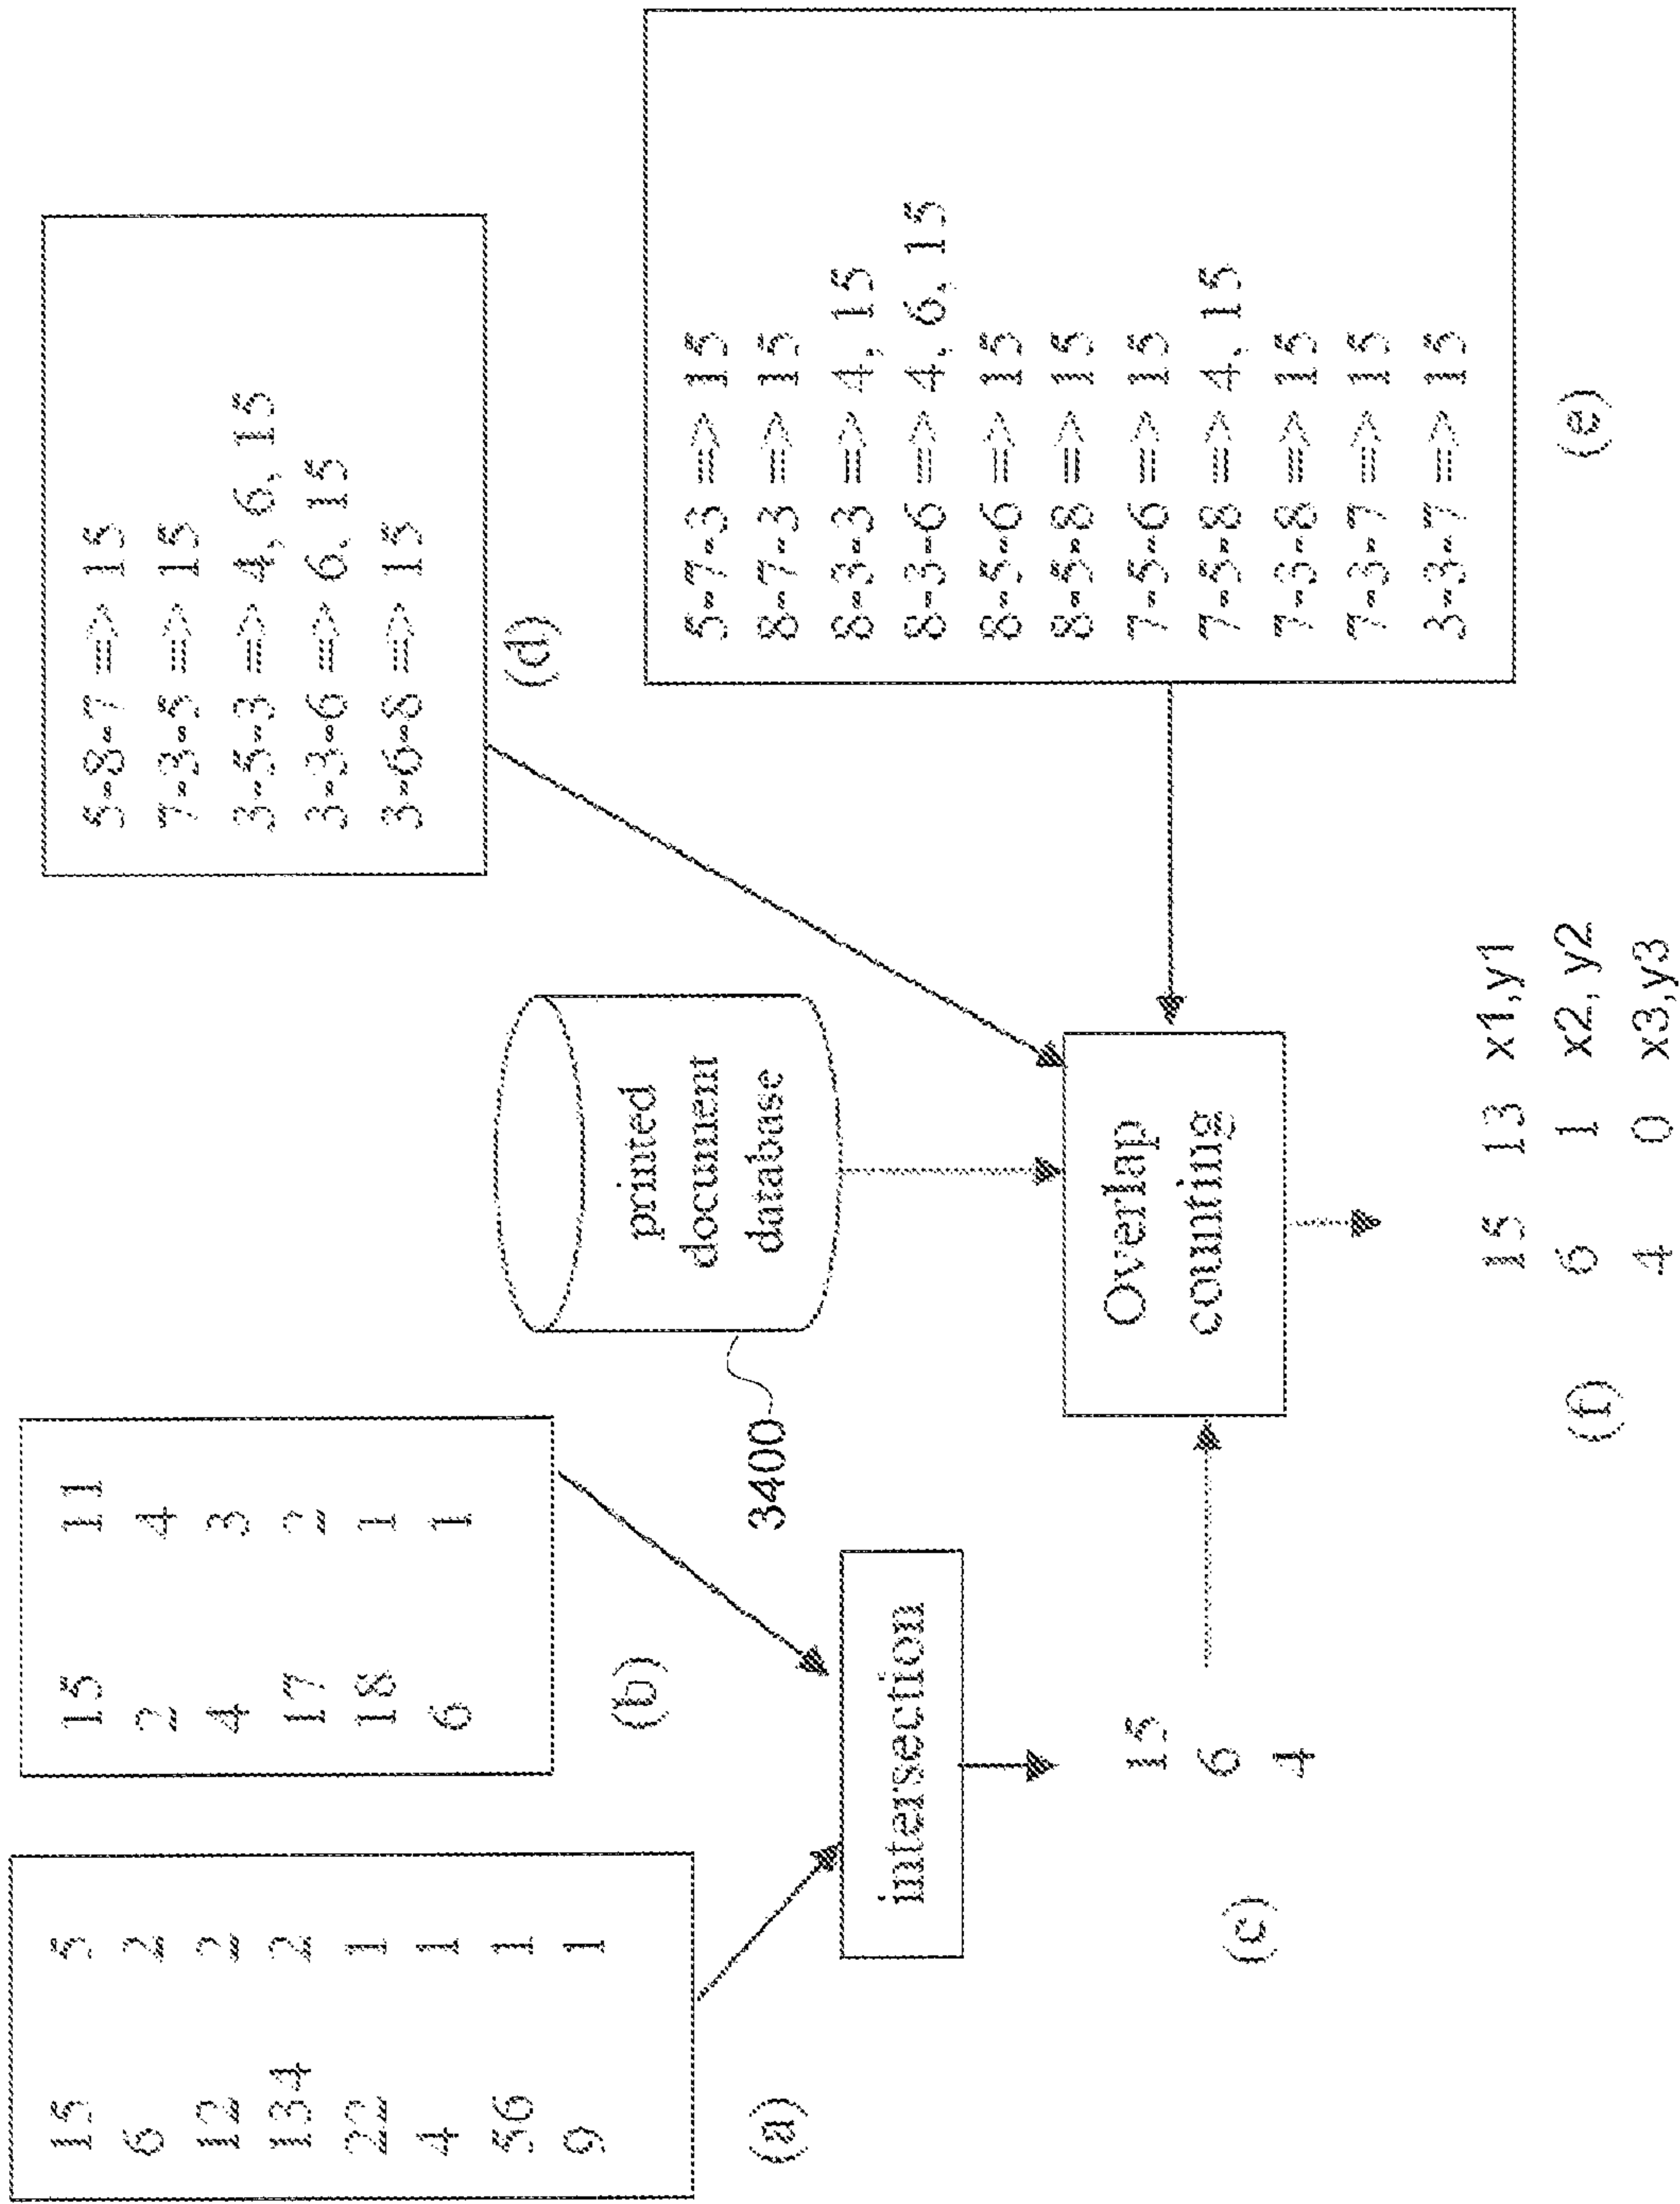 15 5
6 2
12 2
134 2
22 1
4 1
56 1
9 1
(a)
15 11
2 4
4 3
17 2
18 1
6 1
(b)
intersection
15
6
4
(c)
3400
printed
document
database
Overlap
counting
5-8-7 => 15
7-3-5 => 15
3-5-3 => 4, 6, 15
3-3-6 => 6, 15
3-6-8 => 15
(d)
5-7-3 => 15
8-7-3 => 15
8-3-3 => 4, 15
8-3-6 => 4, 6, 15
8-5-6 => 15
8-5-8 => 15
7-5-6 => 15
7-5-8 => 4, 15
7-3-8 => 15
7-3-7 => 15
3-3-7 => 15
(e)
15 13 x1,y1
6 1 x2, y2
4 0 x3,y3
(f)